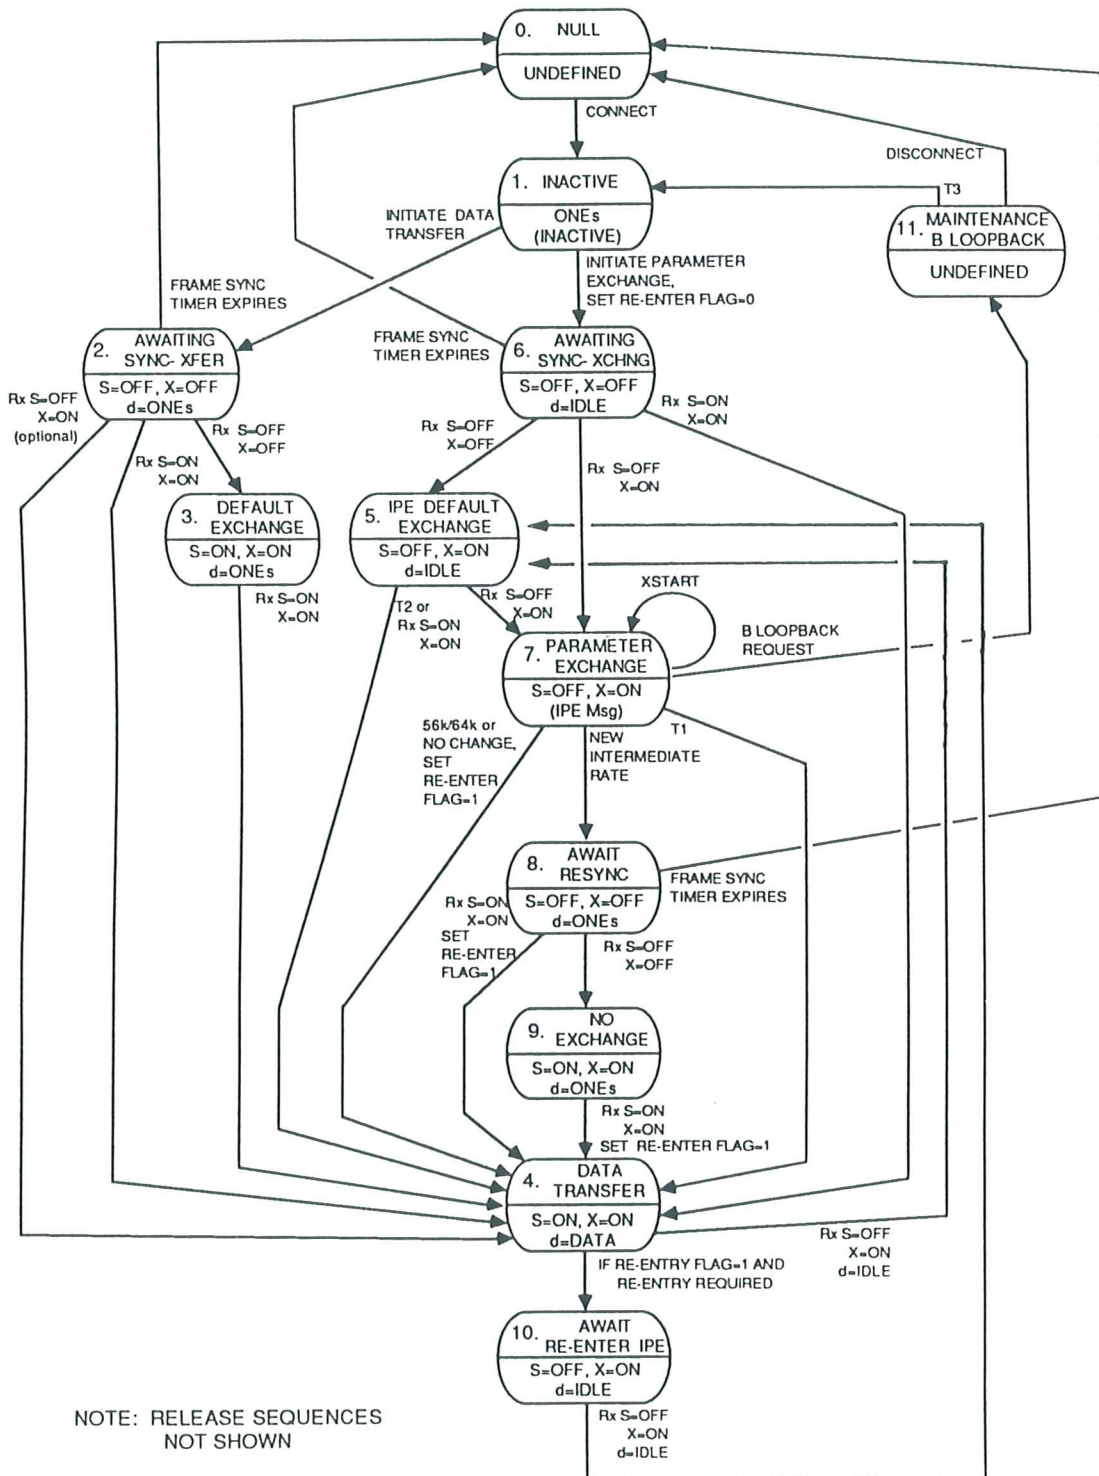 0. NULL
UNDEFINED
CONNECT
DISCONNECT
1. INACTIVE
ONEs
(INACTIVE)
T3
11. MAINTENANCE
B LOOPBACK
UNDEFINED
INITIATE DATA
TRANSFER
INITIATE PARAMETER
EXCHANGE,
SET RE-ENTER FLAG=0
FRAME SYNC
TIMER EXPIRES
FRAME SYNC
TIMER EXPIRES
2. AWAITING
SYNC- XFER
S=OFF, X=OFF
d=ONEs
6. AWAITING
SYNC-XCHNG
S=OFF, X=OFF
d=IDLE
Rx S=OFF
X=ON
(optional)
Rx S=ON
X=ON
Rx S=OFF
X=OFF
Rx S=OFF
X=OFF
Rx S=ON
X=ON
Rx S=OFF
X=ON
3. DEFAULT
EXCHANGE
S=ON, X=ON
d=ONEs
Rx S=ON
X=ON
5. IPE DEFAULT
EXCHANGE
S=OFF, X=ON
d=IDLE
T2 or
Rx S=ON
X=ON
Rx S=OFF
X=ON
XSTART
B LOOPBACK
REQUEST
7. PARAMETER
EXCHANGE
S=OFF, X=ON
(IPE Msg)
T1
56k/64k or
NO CHANGE,
SET
RE-ENTER
FLAG=1
NEW
INTERMEDIATE
RATE
8. AWAIT
RESYNC
S=OFF, X=OFF
d=ONEs
FRAME SYNC
TIMER EXPIRES
Rx S=ON
X=ON
SET
RE-ENTER
FLAG=1
Rx S=OFF
X=OFF
9. NO
EXCHANGE
S=ON, X=ON
d=ONEs
Rx S=ON
X=ON
SET RE-ENTER FLAG=1
4. DATA
TRANSFER
S=ON, X=ON
d=DATA
Rx S=OFF
X=ON
d=IDLE
IF RE-ENTRY FLAG=1 AND
RE-ENTRY REQUIRED
10. AWAIT
RE-ENTER IPE
S=OFF, X=ON
d=IDLE
Rx S=OFF
X=ON
d=IDLE
NOTE: RELEASE SEQUENCES
NOT SHOWN